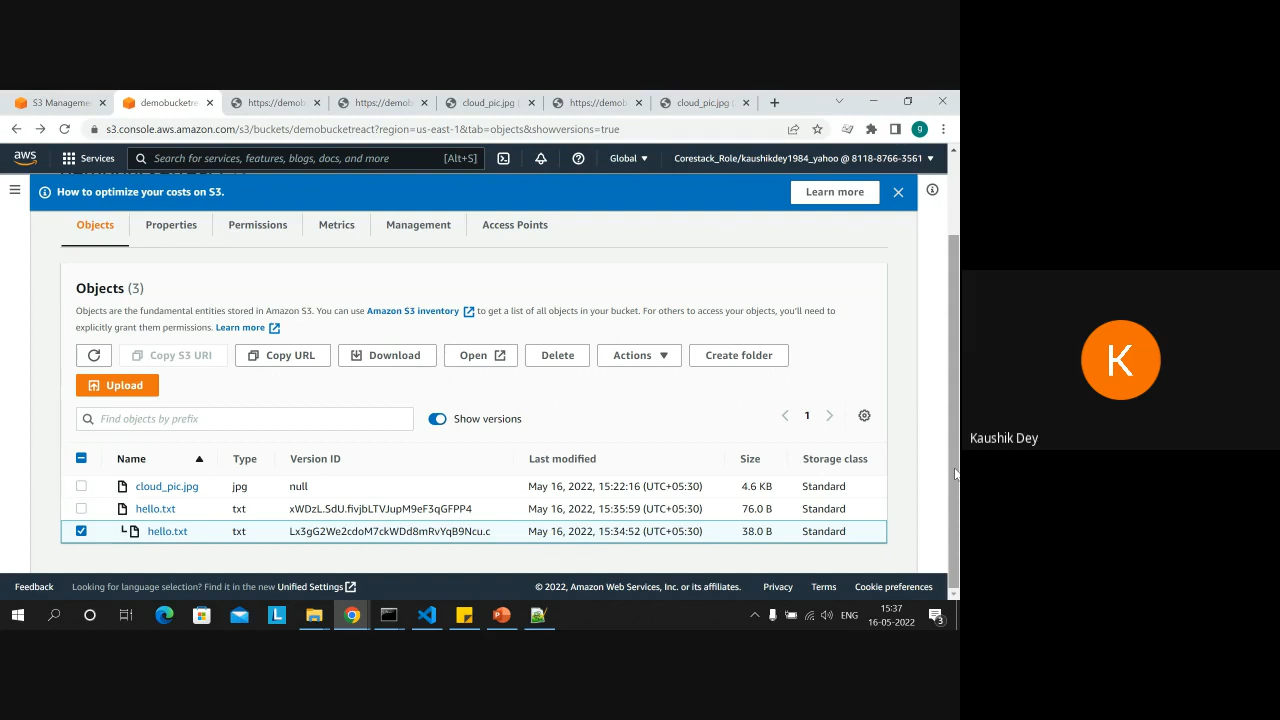 S3 Manageme
demobucketre
https://demob
https://demob
cloud_pic.jpg (
https://demob
cloud_pic.jpg (
s3.console.aws.amazon.com/s3/buckets/demobucketreact?region=us-east-1&tab=objects&showversions=true
g
aws
Services
Search for services, features, blogs, docs, and more
[Alt+S]
Global
Corestack_Role/kaushikdey1984_yahoo @ 8118-8766-3561
How to optimize your costs on S3.
Learn more
Objects
Properties
Permissions
Metrics
Management
Access Points
Objects (3)
Objects are the fundamental entities stored in Amazon S3. You can use Amazon S3 inventory to get a list of all objects in your bucket. For others to access your objects, you'll need to
explicitly grant them permissions. Learn more
Copy S3 URI
Copy URL
Download
Open
Delete
Actions
Create folder
Upload
Find objects by prefix
Show versions
1
Name Type Version ID Last modified Size Storage class
cloud_pic.jpg jpg null May 16, 2022, 15:22:16 (UTC+05:30) 4.6 KB Standard
hello.txt txt xWDzL.SdU.fivjbLTVJupM9eF3qGFPP4 May 16, 2022, 15:35:59 (UTC+05:30) 76.0 B Standard
hello.txt txt Lx3gG2We2cdoM7ckWDd8mRvYqB9Ncu.c May 16, 2022, 15:34:52 (UTC+05:30) 38.0 B Standard
Feedback
Looking for language selection? Find it in the new Unified Settings
© 2022, Amazon Web Services, Inc. or its affiliates.
Privacy
Terms
Cookie preferences
L
ENG
15:37
16-05-2022
3
K
Kaushik Dey